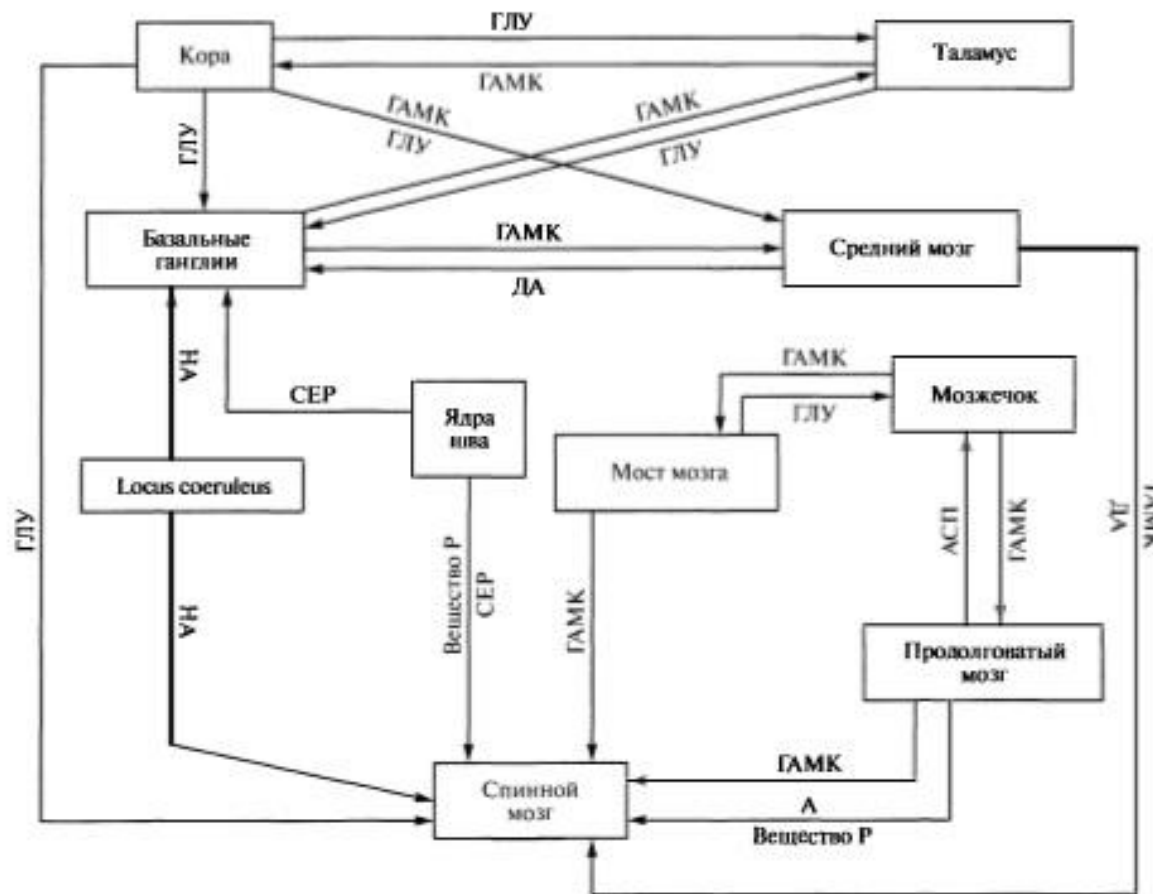 ГЛУ
Кора
Таламус
ГАМК
ГАМК
ГАМК
ГЛУ
ГЛУ
ГЛУ
Базальные
ганглии
ГАМК
Средний мозг
ДА
НА
СЕР
Ядра
шва
ГАМК
Мозжечок
ГЛУ
Мост мозга
Locus coeruleus
ГЛУ
НА
Вещество Р
СЕР
ГАМК
АСП
ГАМК
ДА
ГАМК
Продолговатый
мозг
Спинной
мозг
ГАМК
А
Вещество Р